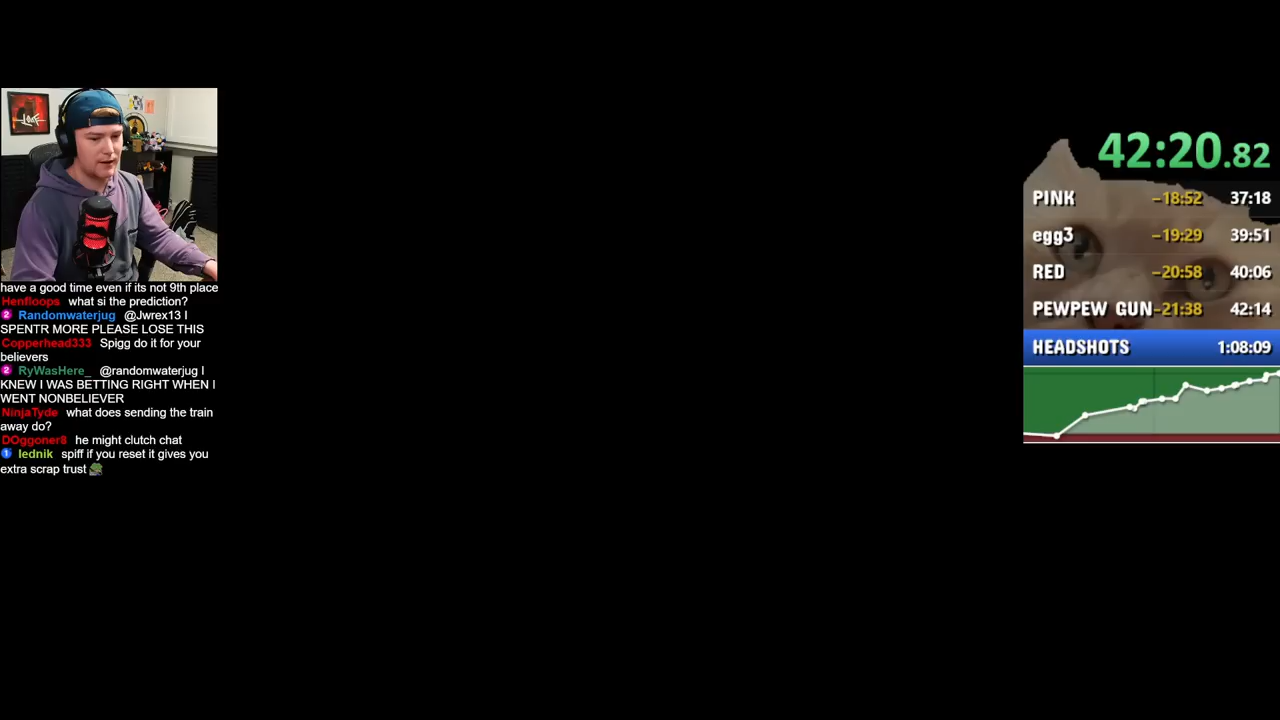 have a good time even if its not 9th place
Henfloops what si the prediction?
2 Randomwaterjug @Jwrex13 I
SPENTR MORE PLEASE LOSE THIS
Copperhead333 Spigg do it for your
believers
2 RyWasHere_ @randomwaterjug I
KNEW I WAS BETTING RIGHT WHEN I
WENT NONBELIEVER
NinjaTyde what does sending the train
away do?
DOggoner8 he might clutch chat
1 lednik spiff if you reset it gives you
extra scrap trust
42:20.82
PINK -18:52 37:18
egg3 -19:29 39:51
RED -20:58 40:06
PEWPEW GUN -21:38 42:14
HEADSHOTS 1:08:09